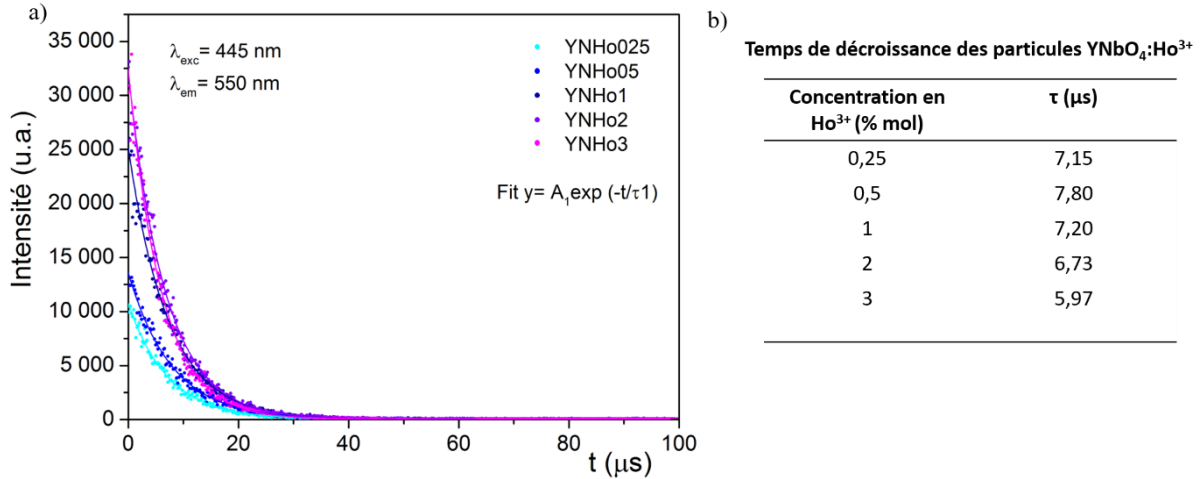 a)
35 000
30 000
25 000
20 000
15 000
10 000
5 000
0
Intensité (u.a.)
λexc= 445 nm
λem= 550 nm
YNHo025
YNHo05
YNHo1
YNHo2
YNHo3
Fit y= A1exp (-t/τ1)
0 20 40 60 80 100
t (μs)
b)
Temps de décroissance des particules YNbO4:Ho3+
Concentration en τ (μs)
Ho3+ (% mol)
0,25 7,15
0,5 7,80
1 7,20
2 6,73
3 5,97